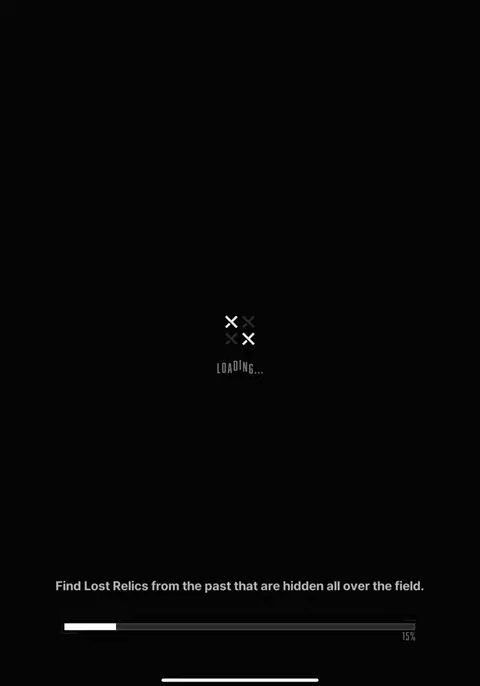 LOADING...
Find Lost Relics from the past that are hidden all over the field.
15%